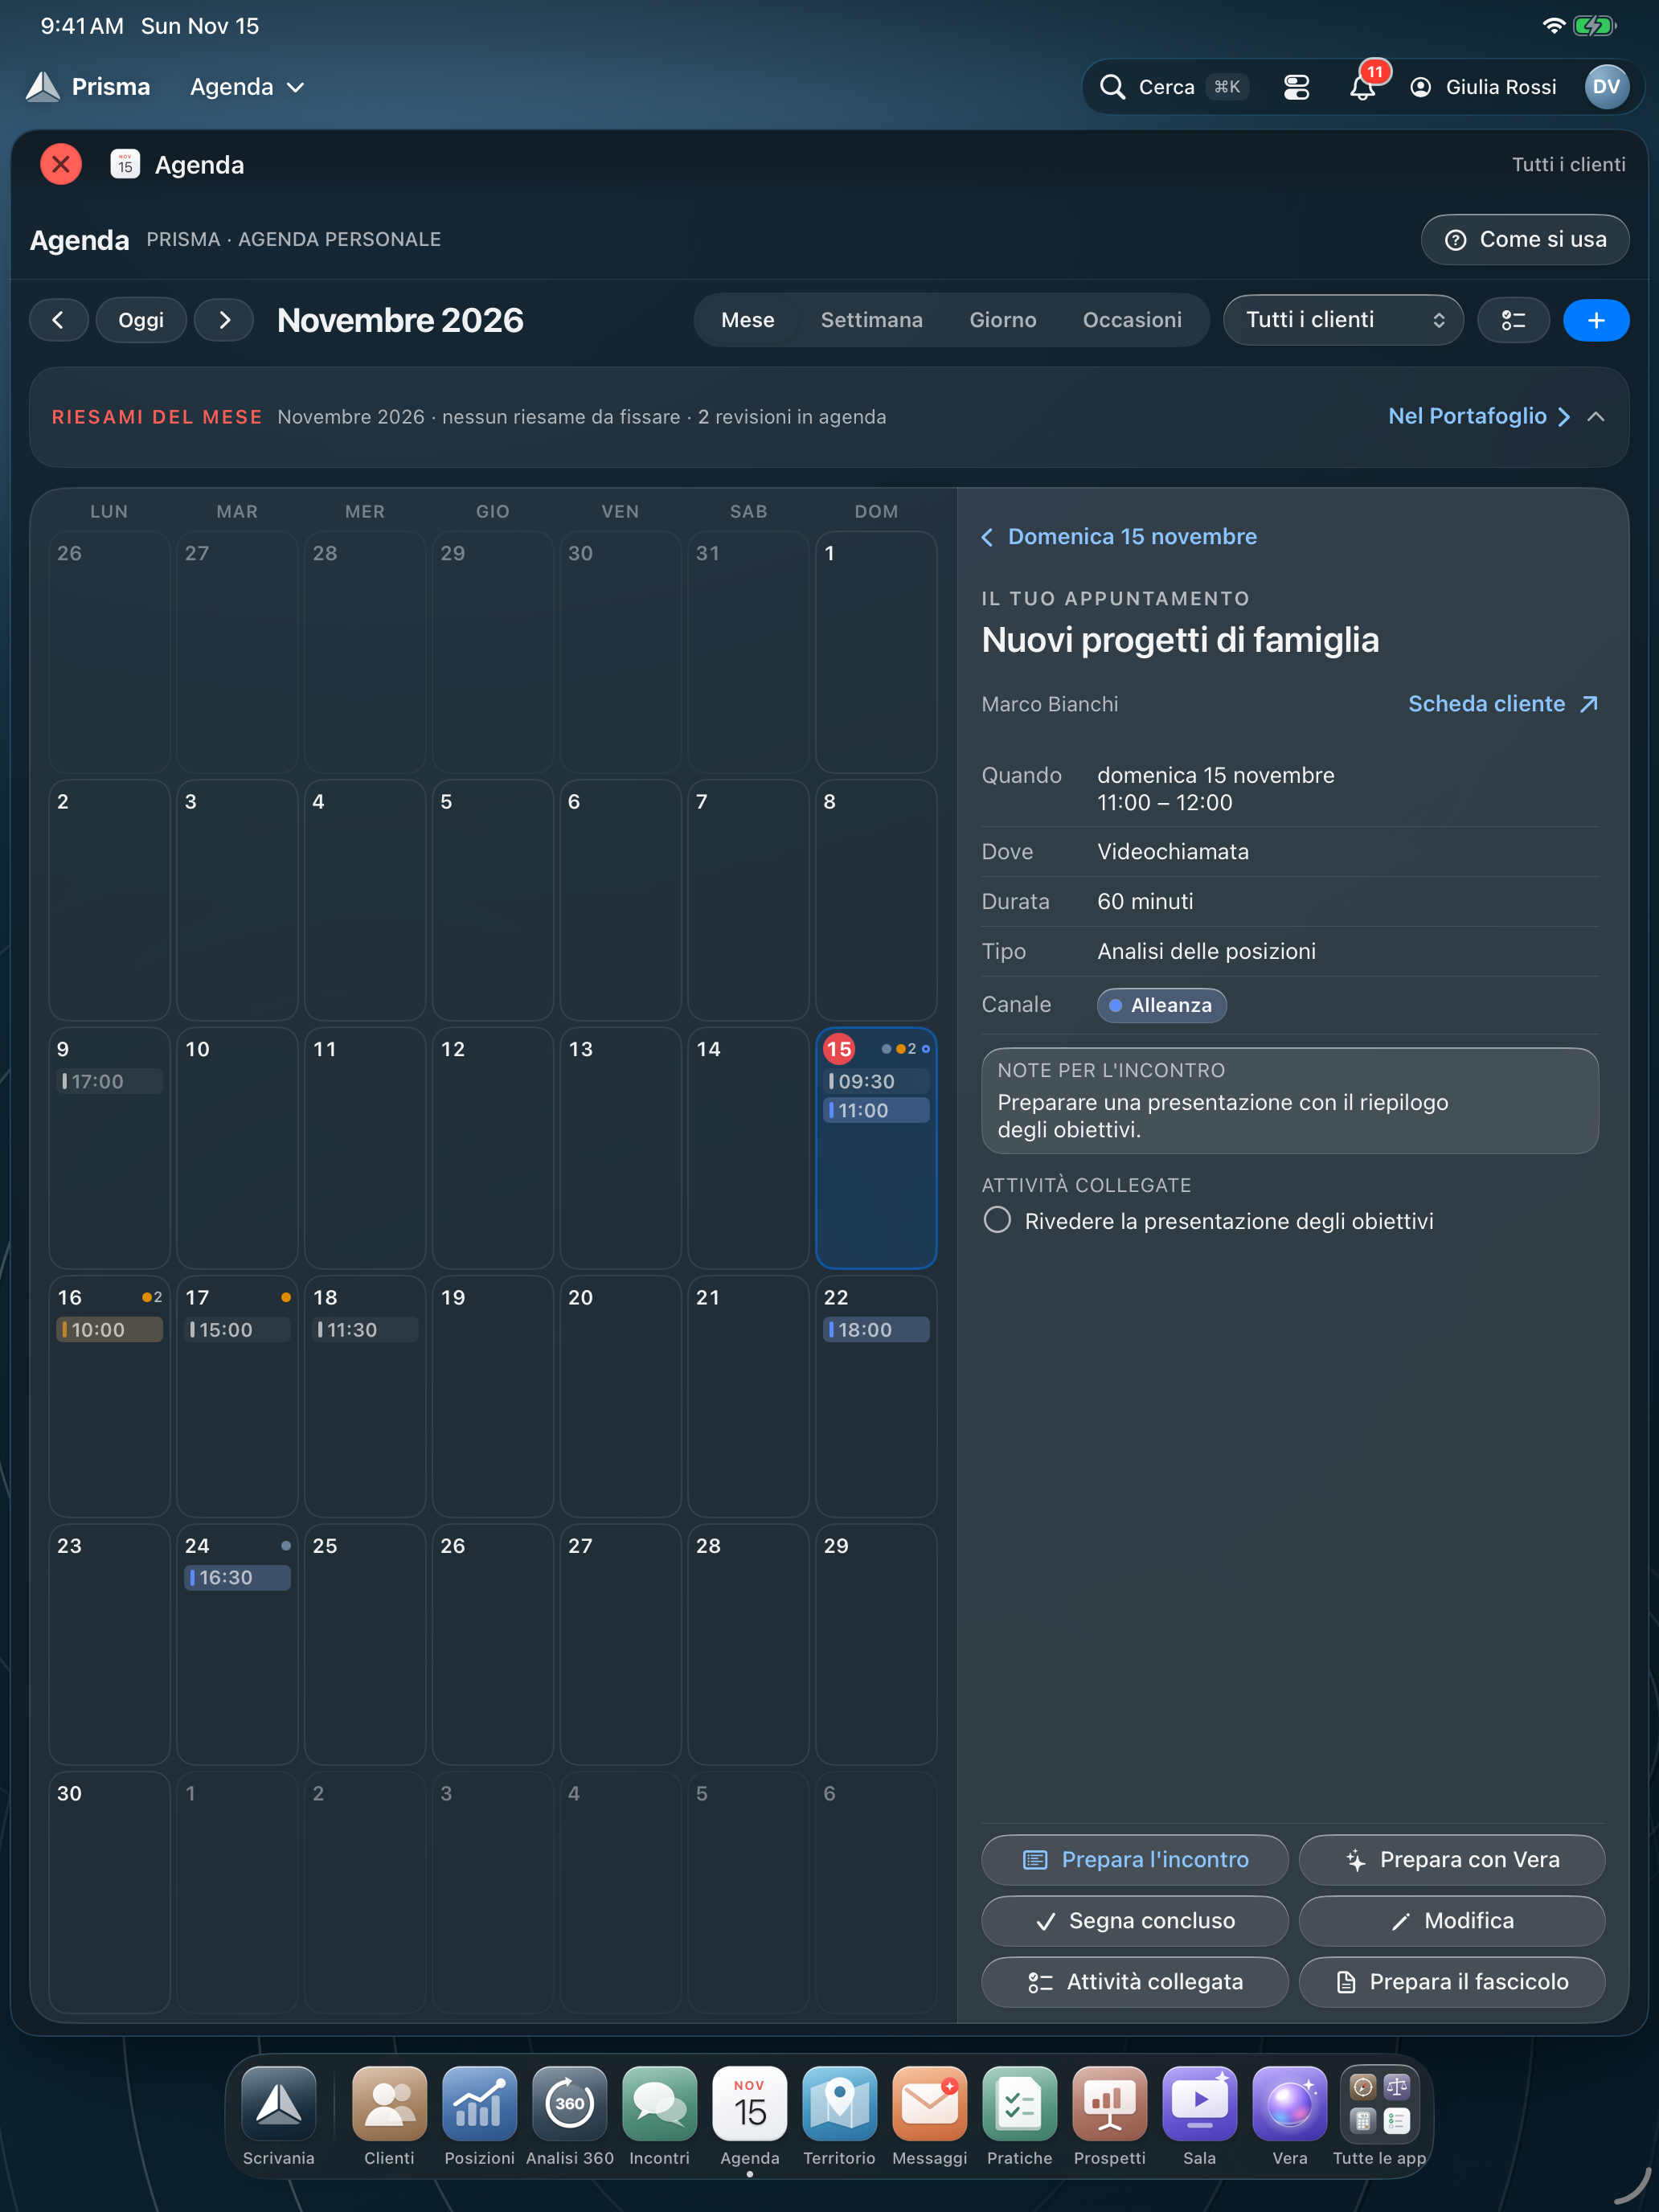 9:41 AM Sun Nov 15
Prisma
Agenda
Cerca ⌘K
11
Giulia Rossi
DV
NOV
15
Agenda
Tutti i clienti
Agenda PRISMA · AGENDA PERSONALE
Come si usa
Oggi
Novembre 2026
Mese Settimana Giorno Occasioni
Tutti i clienti
RIESAMI DEL MESE Novembre 2026 · nessun riesame da fissare · 2 revisioni in agenda
Nel Portafoglio
LUN MAR MER GIO VEN SAB DOM
26 27 28 29 30 31 1
2 3 4 5 6 7 8
9 10 11 12 13 14 15 2
17:00 09:30
11:00
16 2 17 18 19 20 21 22
10:00 15:00 11:30 18:00
23 24 25 26 27 28 29
16:30
30 1 2 3 4 5 6
Domenica 15 novembre
IL TUO APPUNTAMENTO
Nuovi progetti di famiglia
Marco Bianchi
Scheda cliente
Quando domenica 15 novembre
11:00 – 12:00
Dove Videochiamata
Durata 60 minuti
Tipo Analisi delle posizioni
Canale Alleanza
NOTE PER L'INCONTRO
Preparare una presentazione con il riepilogo
degli obiettivi.
ATTIVITÀ COLLEGATE
Rivedere la presentazione degli obiettivi
Prepara l'incontro Prepara con Vera
Segna concluso Modifica
Attività collegata Prepara il fascicolo
360
NOV
15
Scrivania Clienti Posizioni Analisi 360 Incontri Agenda Territorio Messaggi Pratiche Prospetti Sala Vera Tutte le app